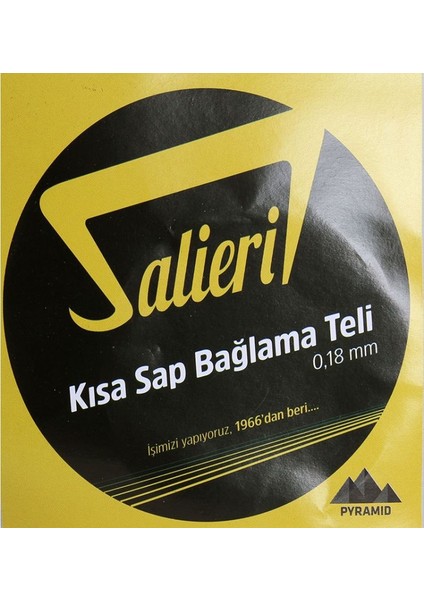 Salieri
Kısa Sap Bağlama Teli
0,18 mm
İşimizi yapıyoruz, 1966'dan beri....
PYRAMID